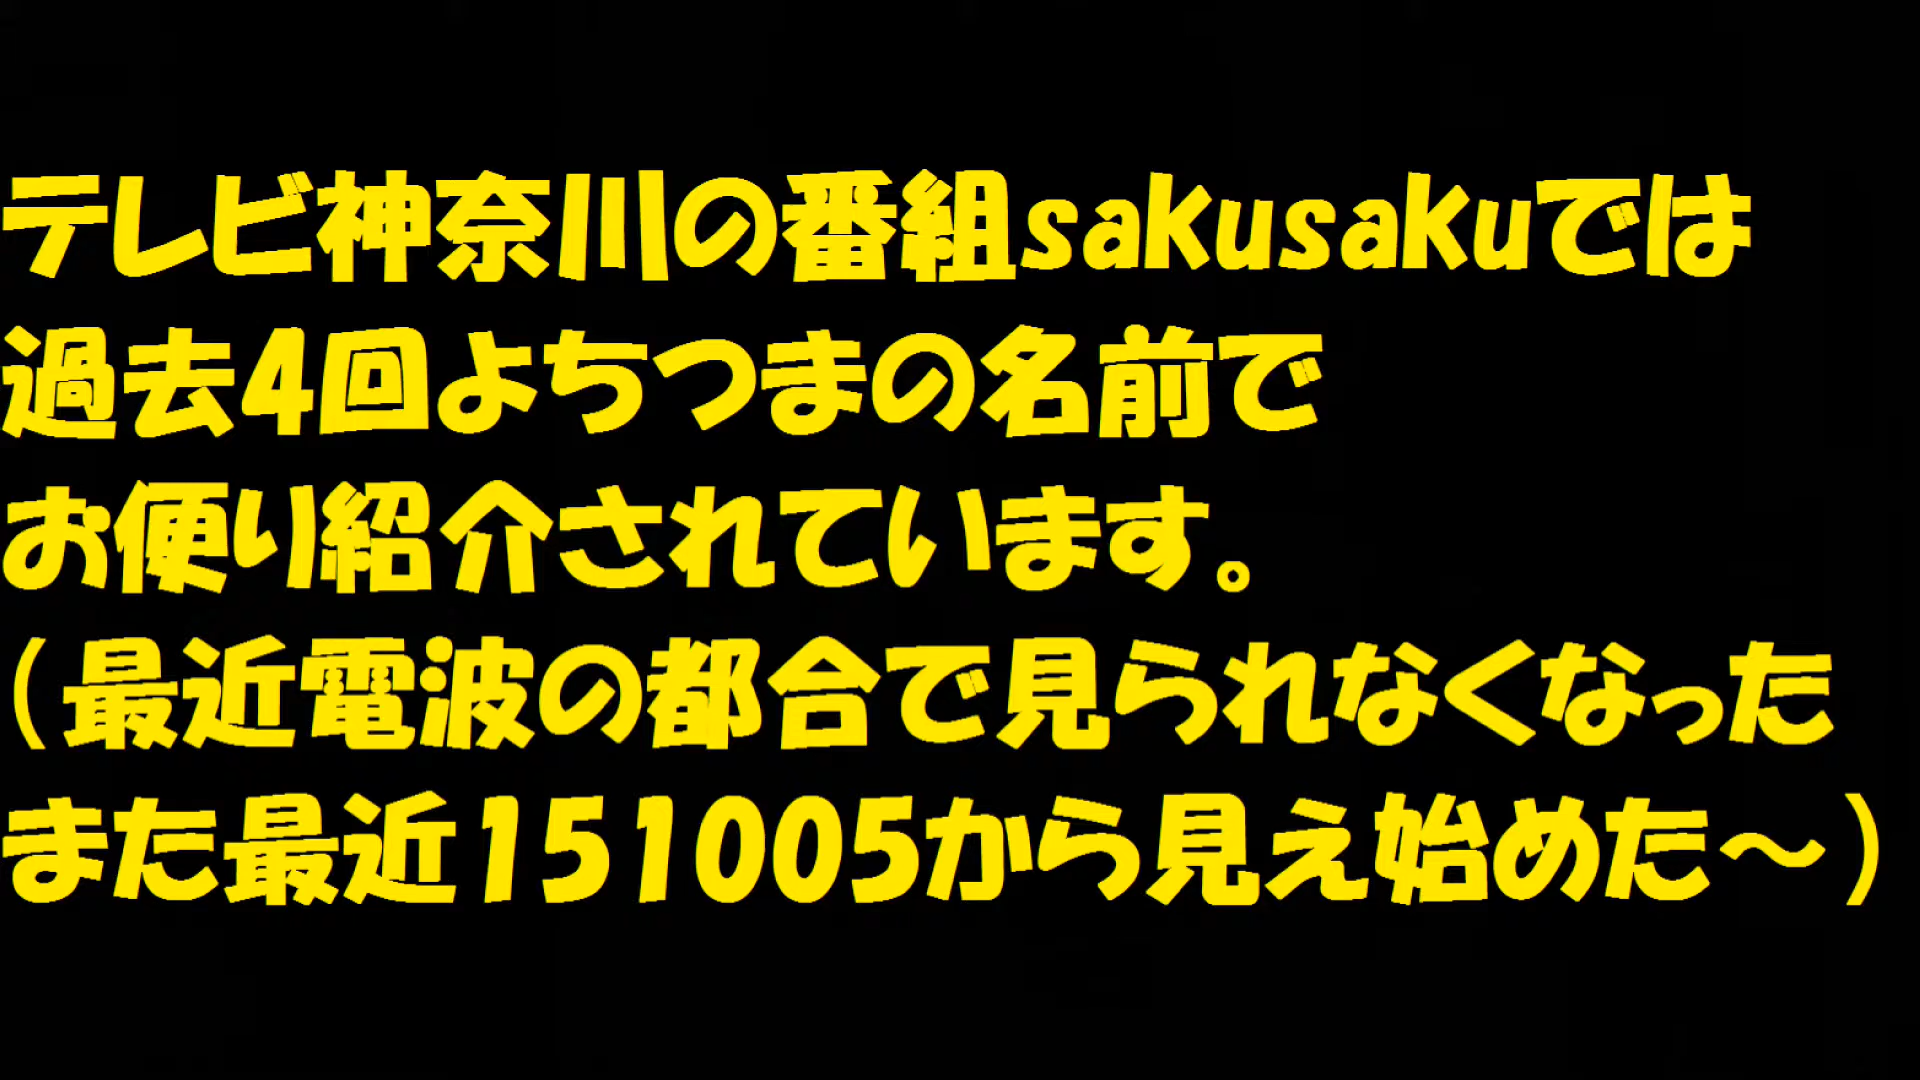 テレビ神奈川の番組sakusakuでは
過去4回よちつまの名前で
お便り紹介されています。
（最近電波の都合で見られなくなった
また最近151005から見え始めた～）